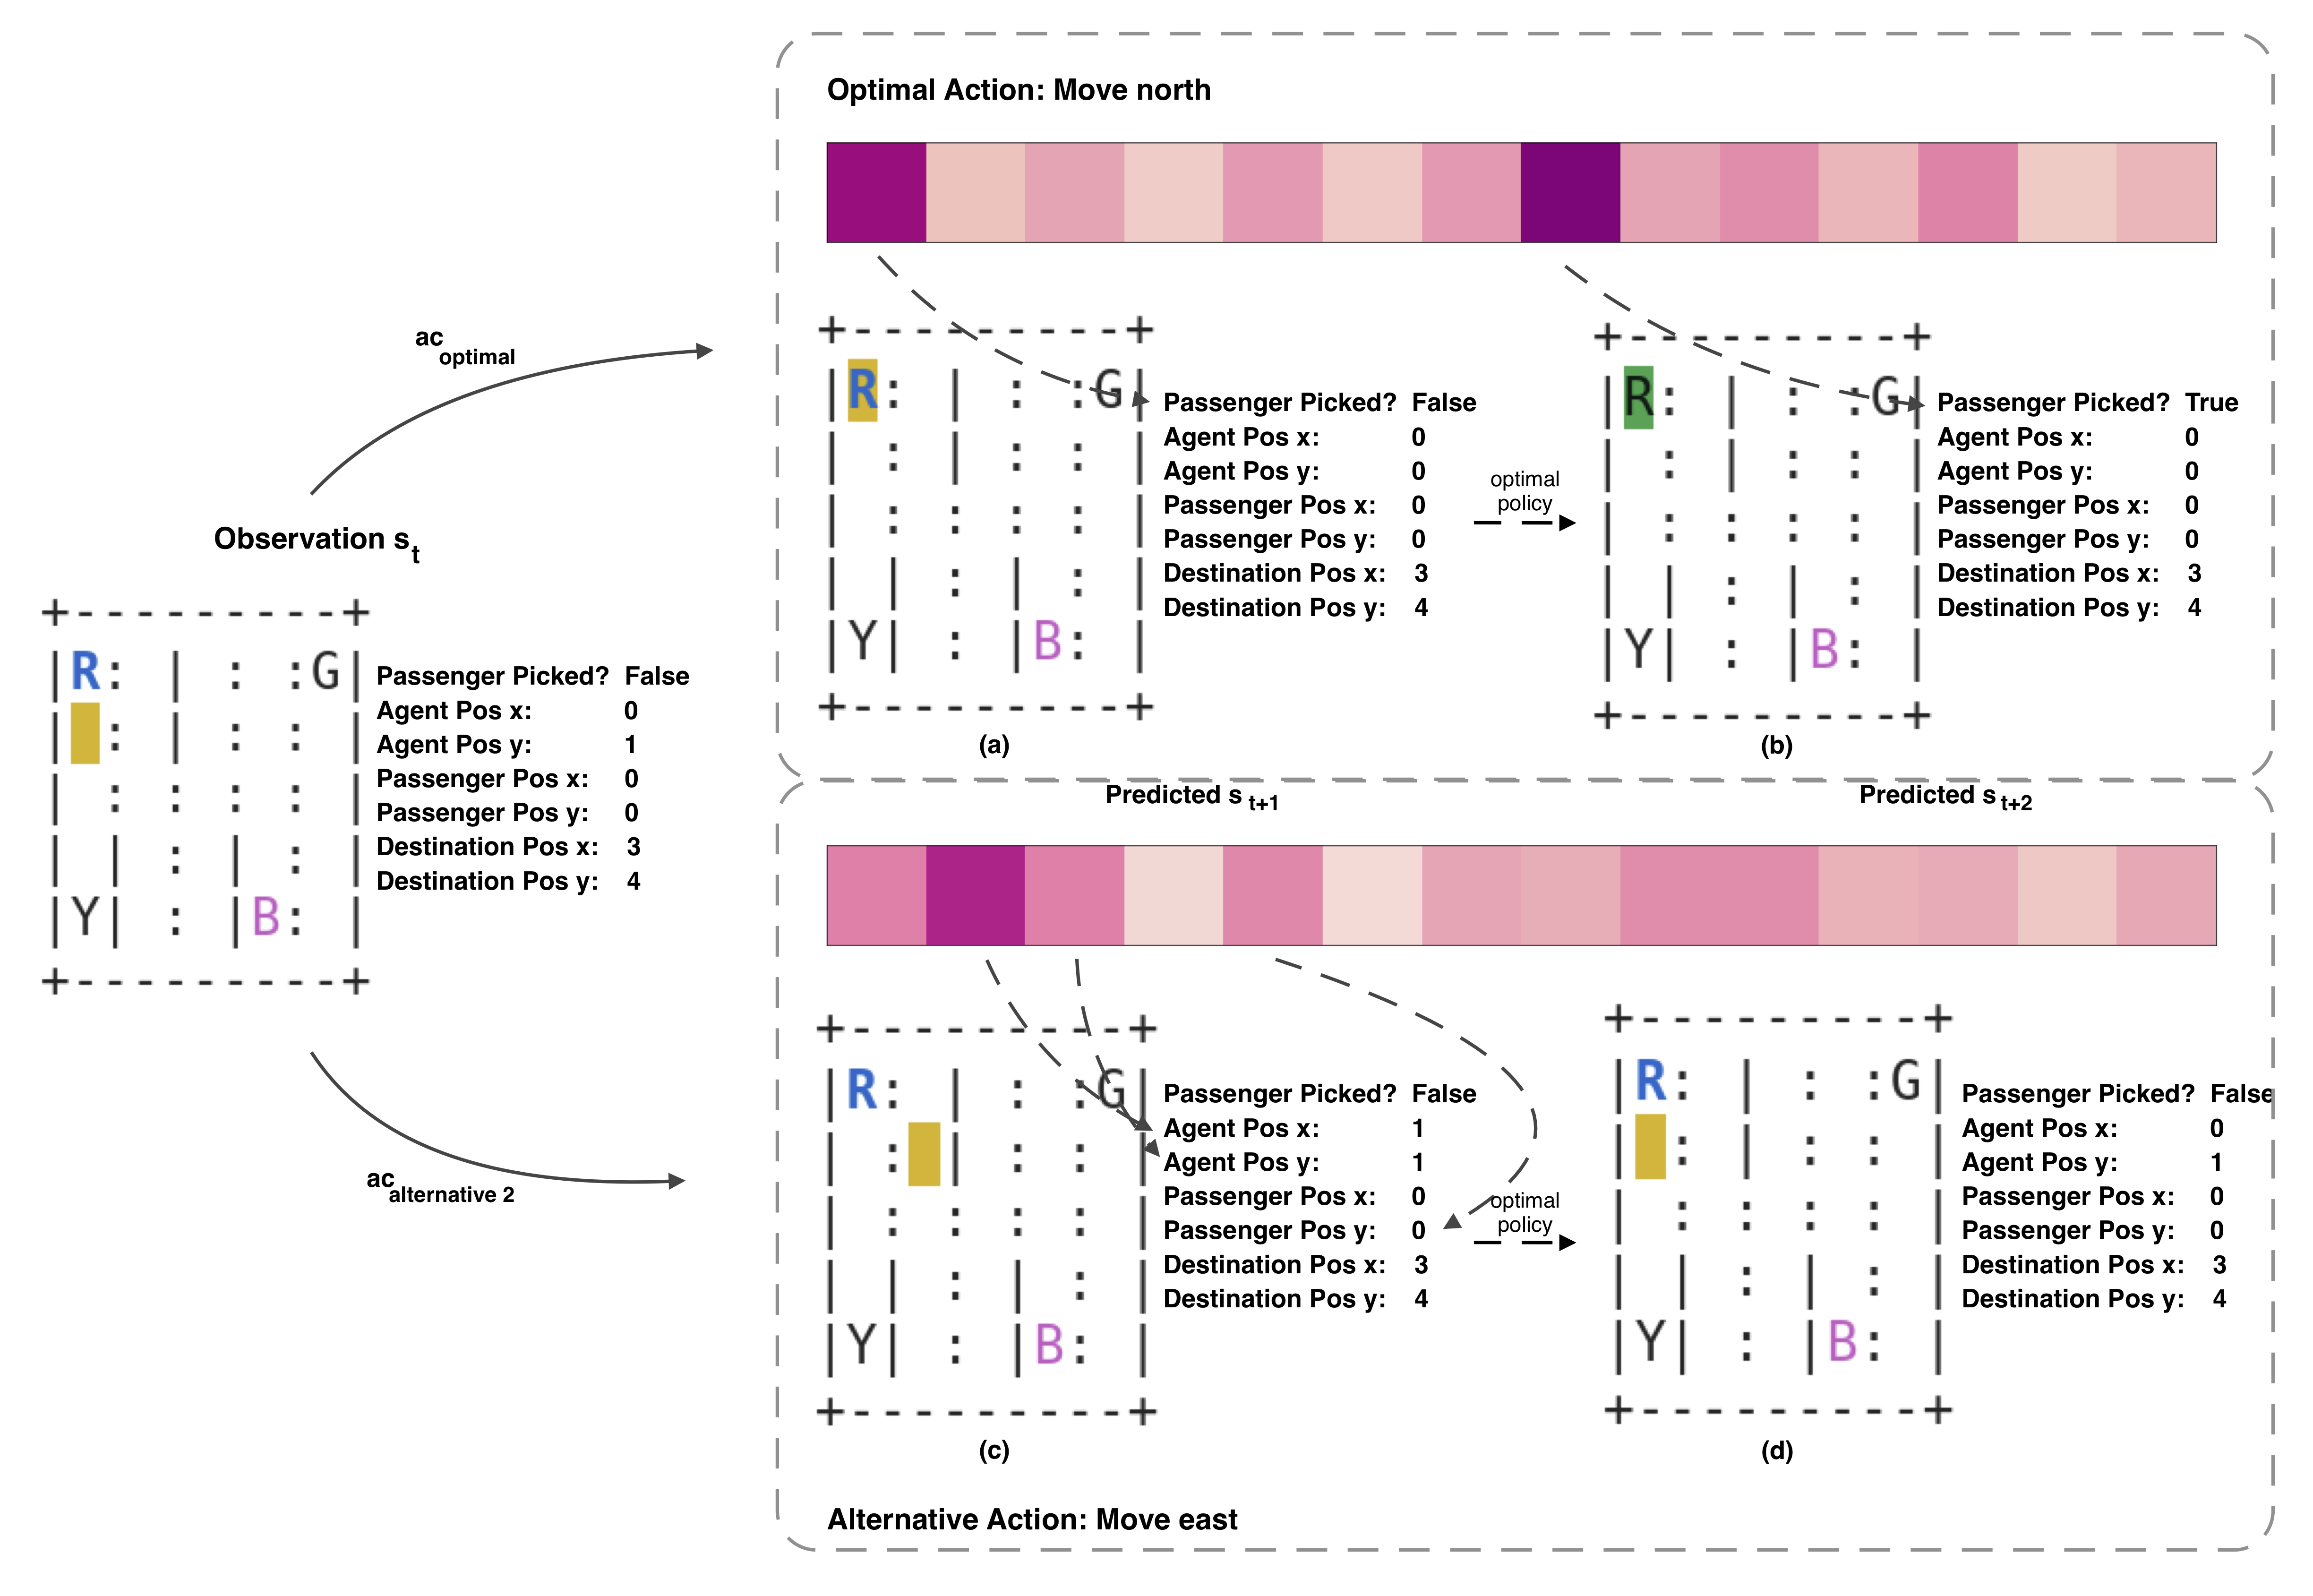 Optimal Action: Move north
ac optimal
Observation s t
+---------+
|R: | : :G|
| : | : : |
| : : : : |
| | : | : |
|Y| : |B: |
+---------+
Passenger Picked? False
Agent Pos x: 0
Agent Pos y: 1
Passenger Pos x: 0
Passenger Pos y: 0
Destination Pos x: 3
Destination Pos y: 4
+---------+
|R: | : :G|
| : | : : |
| : : : : |
| | : | : |
|Y| : |B: |
+---------+
Passenger Picked? False
Agent Pos x: 0
Agent Pos y: 0
Passenger Pos x: 0
Passenger Pos y: 0
Destination Pos x: 3
Destination Pos y: 4
(a)
optimal
policy
+---------+
|R: | : :G|
| : | : : |
| : : : : |
| | : | : |
|Y| : |B: |
+---------+
Passenger Picked? True
Agent Pos x: 0
Agent Pos y: 0
Passenger Pos x: 0
Passenger Pos y: 0
Destination Pos x: 3
Destination Pos y: 4
(b)
Predicted s t+1
Predicted s t+2
ac alternative 2
+---------+
|R: | : :G|
| : | : : |
| : : : : |
| | : | : |
|Y| : |B: |
+---------+
Passenger Picked? False
Agent Pos x: 1
Agent Pos y: 1
Passenger Pos x: 0
Passenger Pos y: 0
Destination Pos x: 3
Destination Pos y: 4
(c)
optimal
policy
+---------+
|R: | : :G|
| : | : : |
| : : : : |
| | : | : |
|Y| : |B: |
+---------+
Passenger Picked? False
Agent Pos x: 0
Agent Pos y: 1
Passenger Pos x: 0
Passenger Pos y: 0
Destination Pos x: 3
Destination Pos y: 4
(d)
Alternative Action: Move east